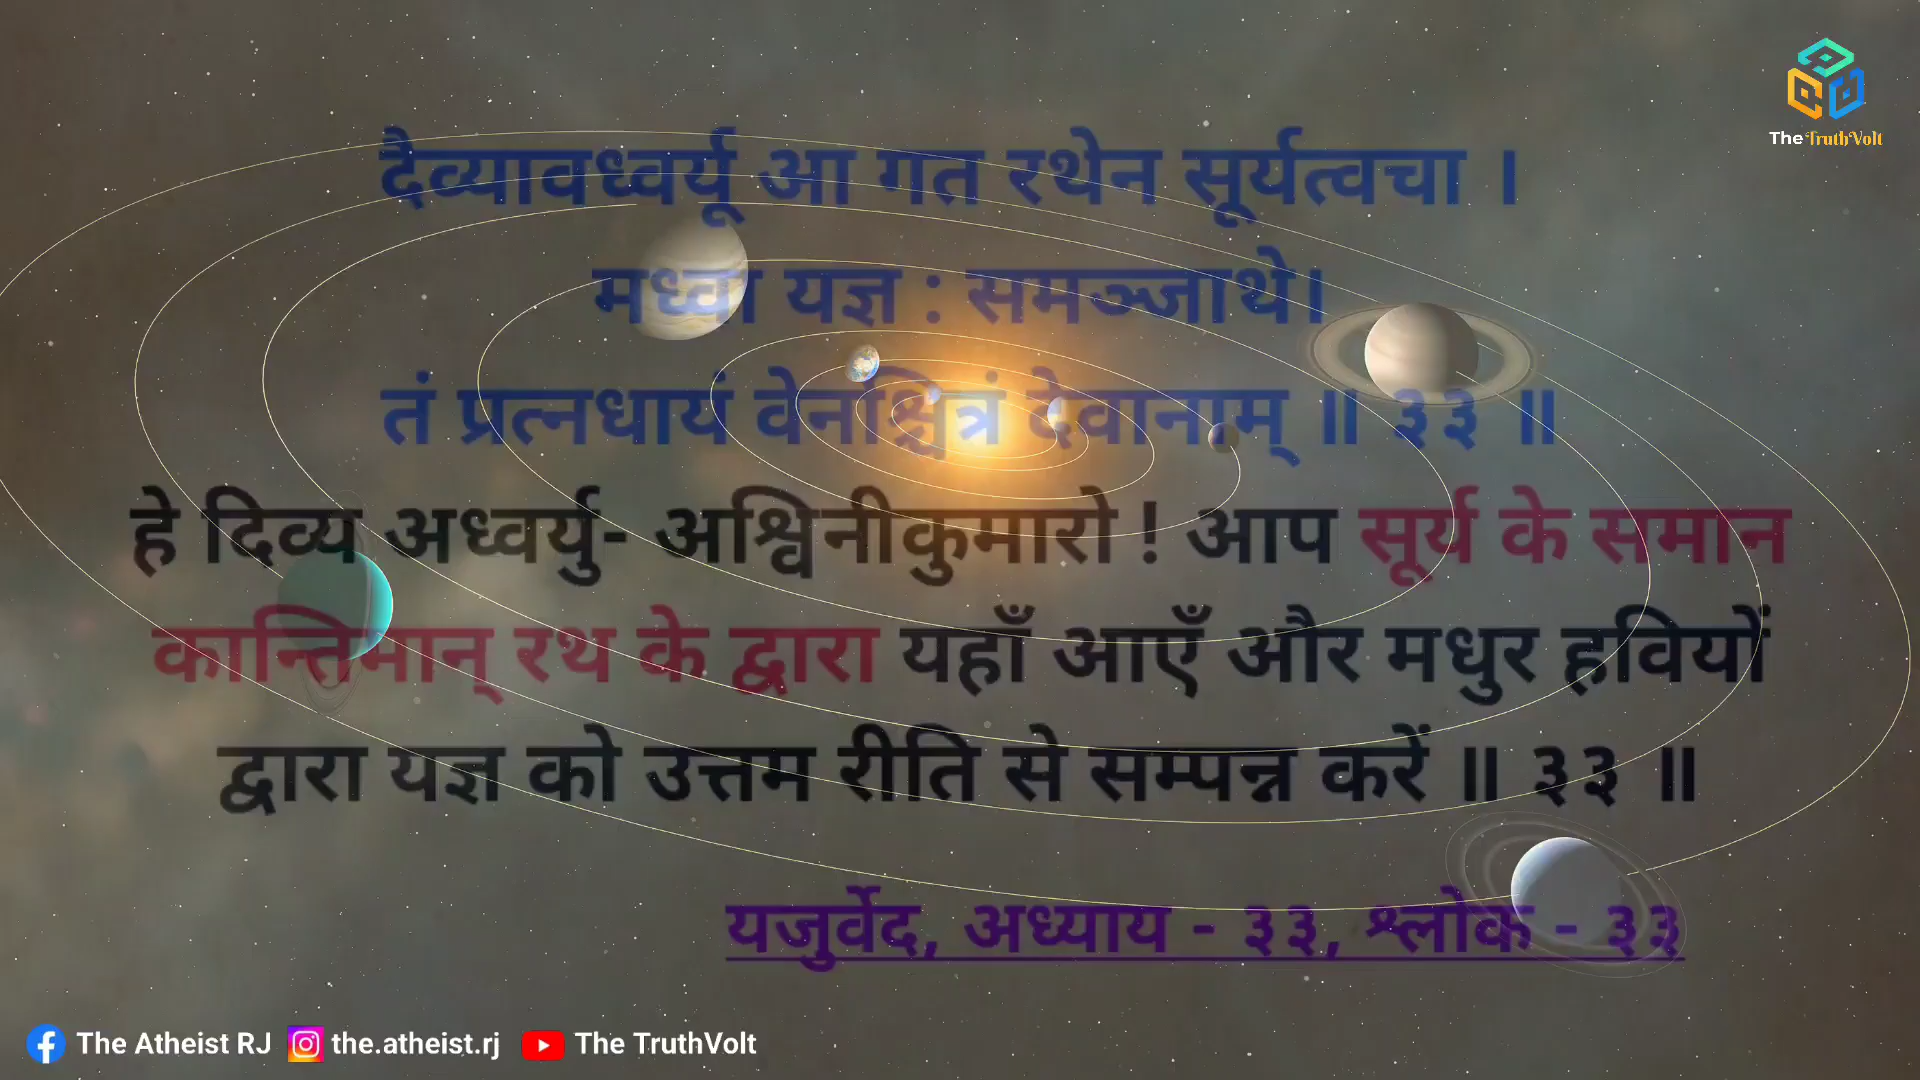 The TruthVolt
दैव्यावध्वर्यू आ गत रथेन सूर्यत्वचा ।
मध्वा यज्ञ : समञ्जाथे।
तं प्रत्नधायं वेनश्चित्रं देवानाम् ॥ ३३ ॥
हे दिव्य अध्वर्यु- अश्विनीकुमारो ! आप सूर्य के समान
कान्तिमान् रथ के द्वारा यहाँ आएँ और मधुर हवियों
द्वारा यज्ञ को उत्तम रीति से सम्पन्न करें ॥ ३३ ॥
यजुर्वेद, अध्याय - ३३, श्लोक - ३३
The Atheist RJ the.atheist.rj The TruthVolt